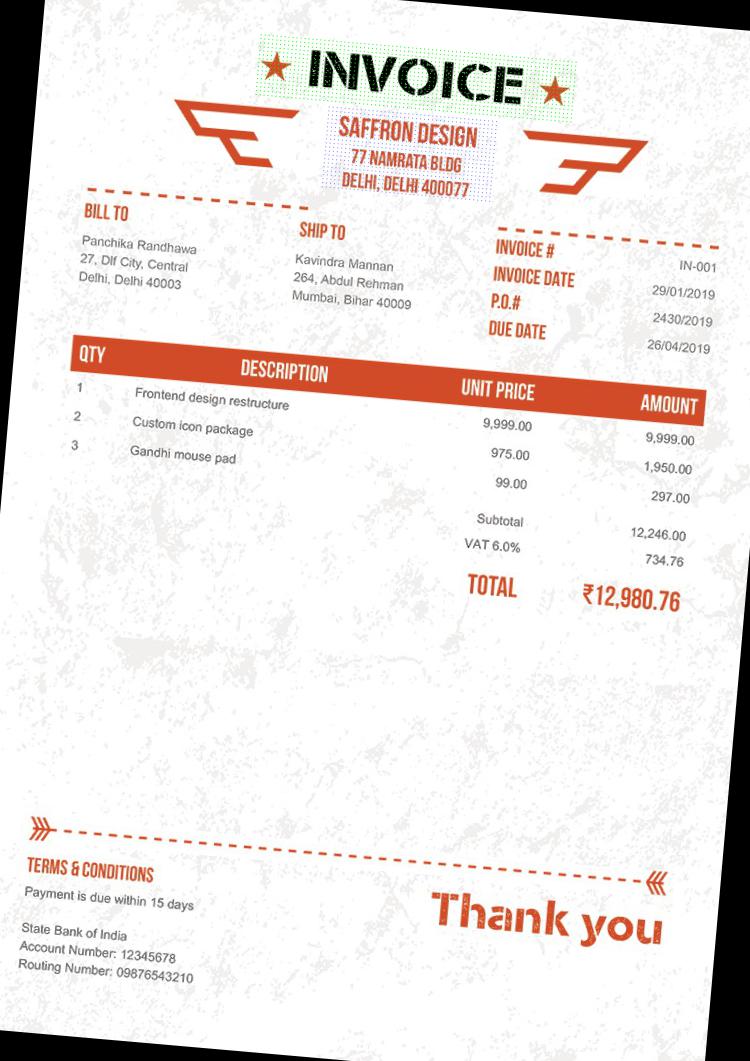 INVOICE
SAFFRON DESIGN
77 NAMRATA BLDG
DELHI, DELHI 400077
BILL TO
Panchika Randhawa
27, Dlf City, Central
Delhi, Delhi 40003
SHIP TO
Kavindra Mannan
264, Abdul Rehman
Mumbai, Bihar 40009
INVOICE # IN-001
INVOICE DATE 29/01/2019
P.O.# 2430/2019
DUE DATE 26/04/2019
QTY DESCRIPTION UNIT PRICE AMOUNT
1 Frontend design restructure 9,999.00 9,999.00
2 Custom icon package 975.00 1,950.00
3 Gandhi mouse pad 99.00 297.00
Subtotal 12,246.00
VAT 6.0% 734.76
TOTAL ₹12,980.76
TERMS & CONDITIONS
Payment is due within 15 days
State Bank of India
Account Number: 12345678
Routing Number: 09876543210
Thank you